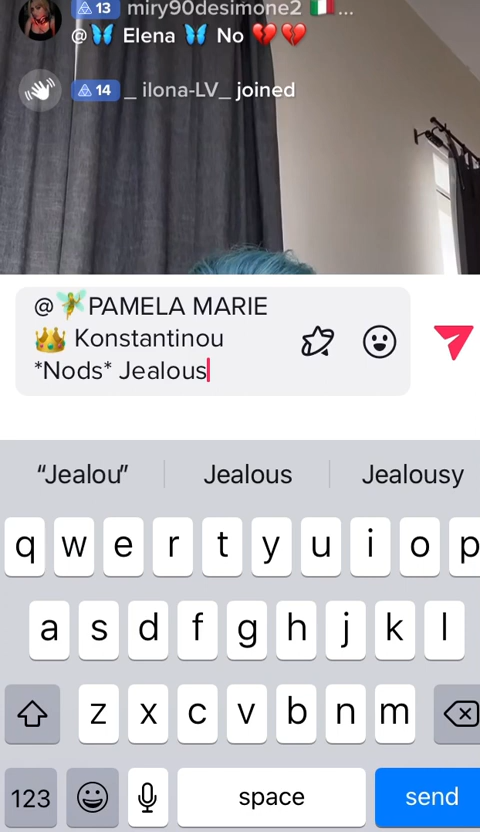 13 miry90desimone2 🇮🇹...
@🦋 Elena 🦋 No 💔💔
14 _ ilona-LV_ joined
@🧚PAMELA MARIE
👑 Konstantinou
*Nods* Jealous
“Jealou” Jealous Jealousy
q w e r t y u i o p
a s d f g h j k l
z x c v b n m
123 space send